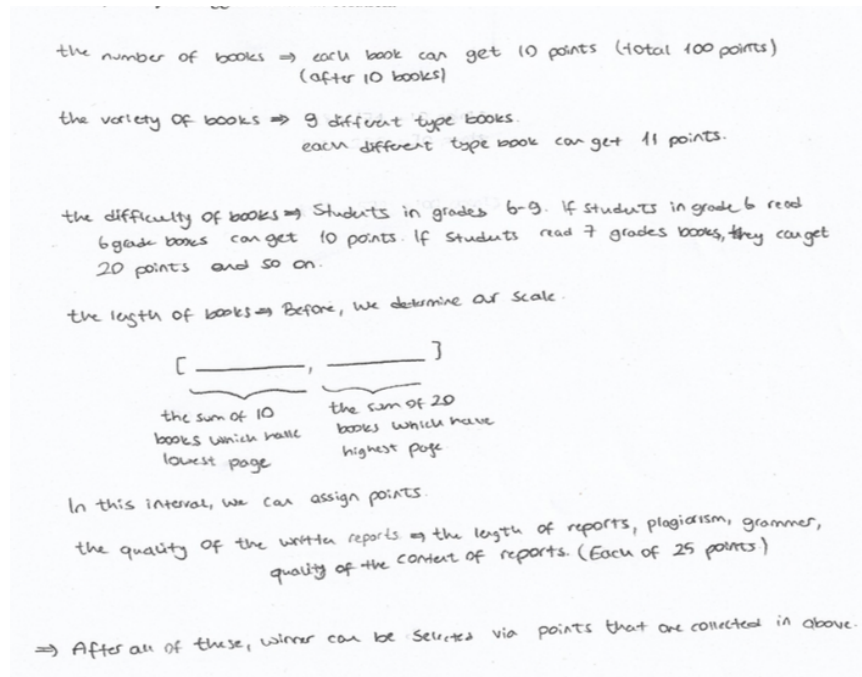 the number of books ⇒ each book can get 10 points (total 100 points)
(after 10 books)
the variety of books ⇒ 9 different type books.
each different type book can get 11 points.
the difficulty of books ⇒ Students in grades 6-9. If students in grade 6 read
6 grade books can get 10 points. If students read 7 grades books, they can get
20 points and so on.
the length of books ⇒ Before, we determine our scale.
[ ________ , ________ ]
the sum of 10
books which have
lowest page
the sum of 20
books which have
highest page
In this interval, we can assign points.
the quality of the written reports ⇒ the length of reports, plagiarism, grammer,
quality of the content of reports. (Each of 25 points)
⇒ After all of these, winner can be selected via points that are collected in above.